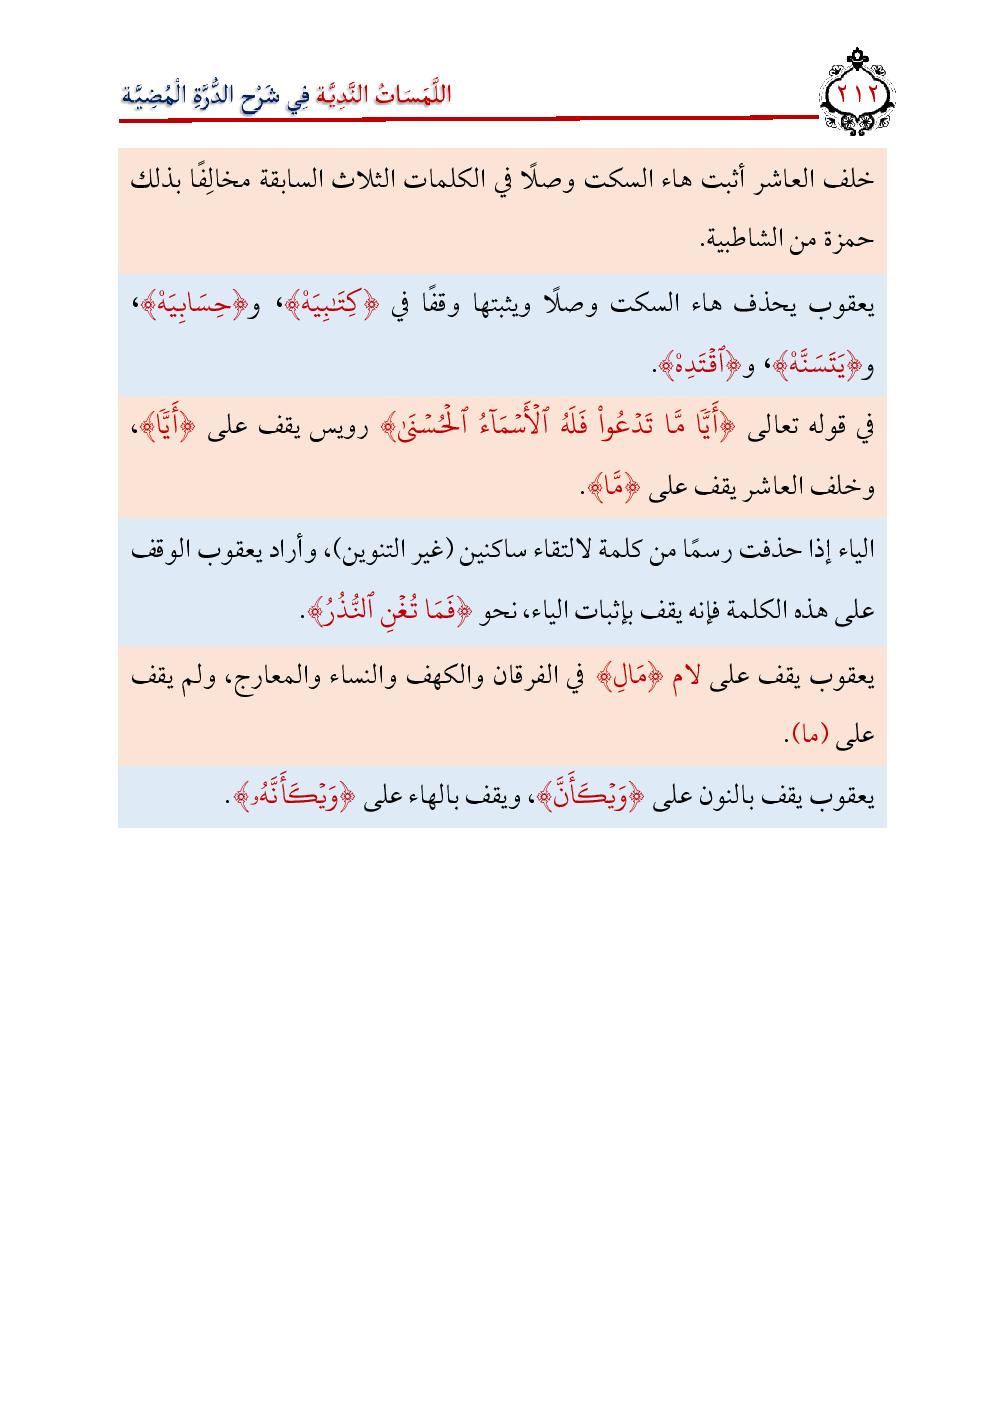 ٢١٢
اللَّمَسَاتُ النَّدِيَّة فِي شَرْحِ الدُّرَّةِ الْمُضِيَّة
خلف العاشر أثبت هاء السكت وصلًا في الكلمات الثلاث السابقة مخالِفًا بذلك
حمزة من الشاطبية.
يعقوب يحذف هاء السكت وصلًا ويثبتها وقفًا في ﴿كِتَٰبِيَهْ﴾، و﴿حِسَابِيَهْ﴾،
و﴿يَتَسَنَّهْ﴾، و﴿ٱقْتَدِهْ﴾.
في قوله تعالى ﴿أَيًّا مَّا تَدْعُواْ فَلَهُ ٱلْأَسْمَآءُ ٱلْحُسْنَىٰ﴾ رويس يقف على ﴿أَيًّا﴾،
وخلف العاشر يقف على ﴿مَّا﴾.
الياء إذا حذفت رسمًا من كلمة لالتقاء ساكنين (غير التنوين)، وأراد يعقوب الوقف
على هذه الكلمة فإنه يقف بإثبات الياء، نحو ﴿فَمَا تُغْنِ ٱلنُّذُرُ﴾.
يعقوب يقف على لام ﴿مَالِ﴾ في الفرقان والكهف والنساء والمعارج، ولم يقف
على (ما).
يعقوب يقف بالنون على ﴿وَيْكَأَنَّ﴾، ويقف بالهاء على ﴿وَيْكَأَنَّهُۥ﴾.